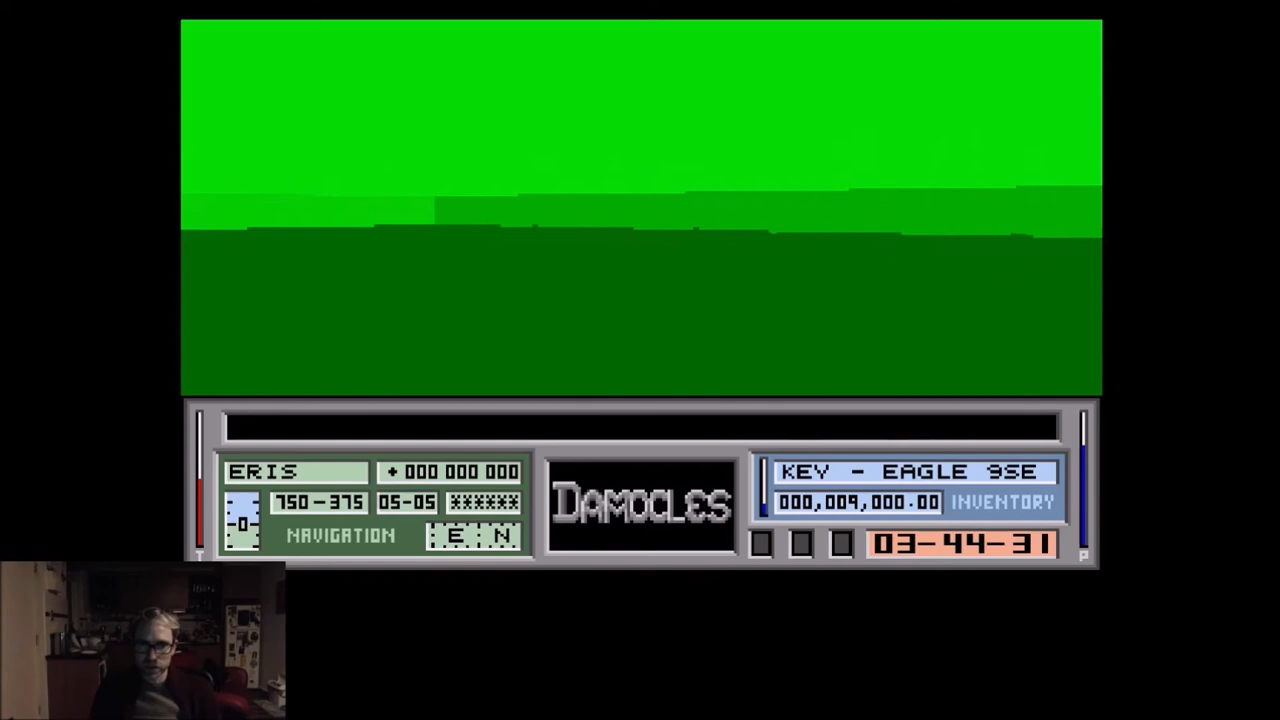 ERIS
+000 000 000
750-375
05-05
******
0
NAVIGATION
E N
T
DAMOCLES
KEY - EAGLE 9SE
000,009,000.00
INVENTORY
03-44-31
P